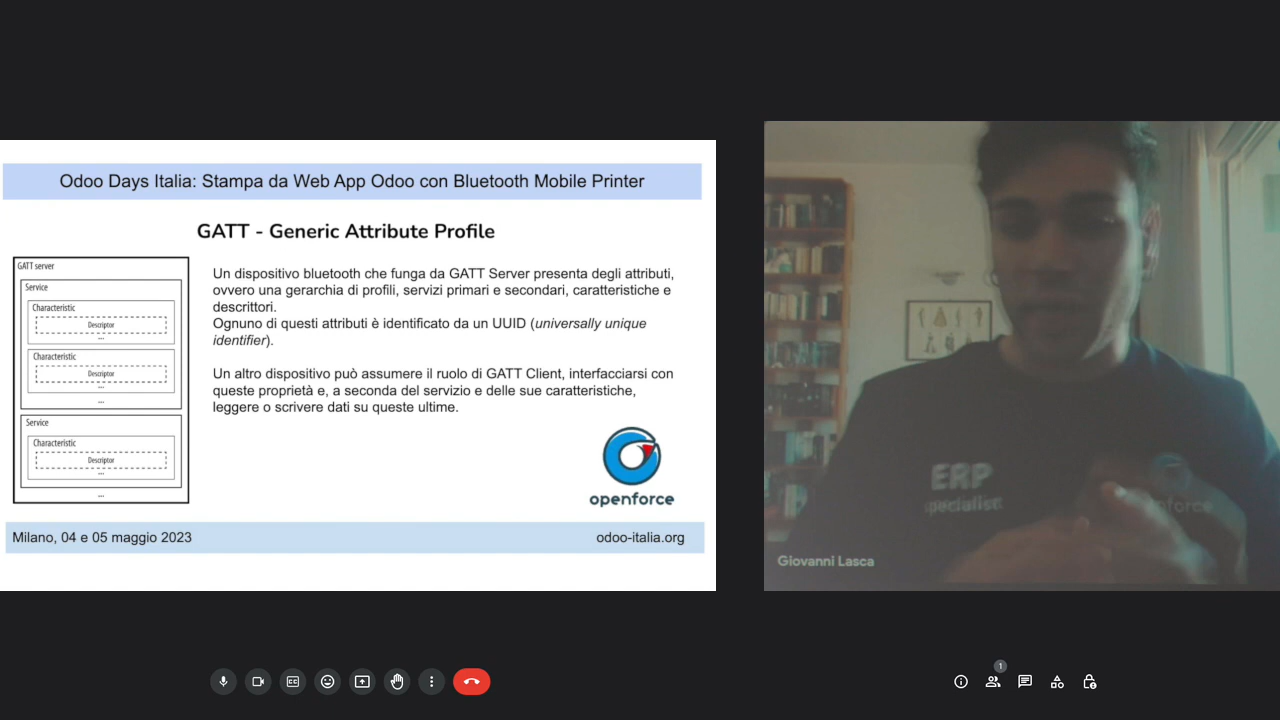 Odoo Days Italia: Stampa da Web App Odoo con Bluetooth Mobile Printer
GATT - Generic Attribute Profile
GATT server
Service
Characteristic
Descriptor
...
Characteristic
Descriptor
...
...
Service
Characteristic
Descriptor
...
...
Un dispositivo bluetooth che funga da GATT Server presenta degli attributi,
ovvero una gerarchia di profili, servizi primari e secondari, caratteristiche e
descrittori.
Ognuno di questi attributi è identificato da un UUID (universally unique
identifier).
Un altro dispositivo può assumere il ruolo di GATT Client, interfacciarsi con
queste proprietà e, a seconda del servizio e delle sue caratteristiche,
leggere o scrivere dati su queste ultime.
openforce
Milano, 04 e 05 maggio 2023
odoo-italia.org
ERP
specialist
Giovanni Lasca
CC
1